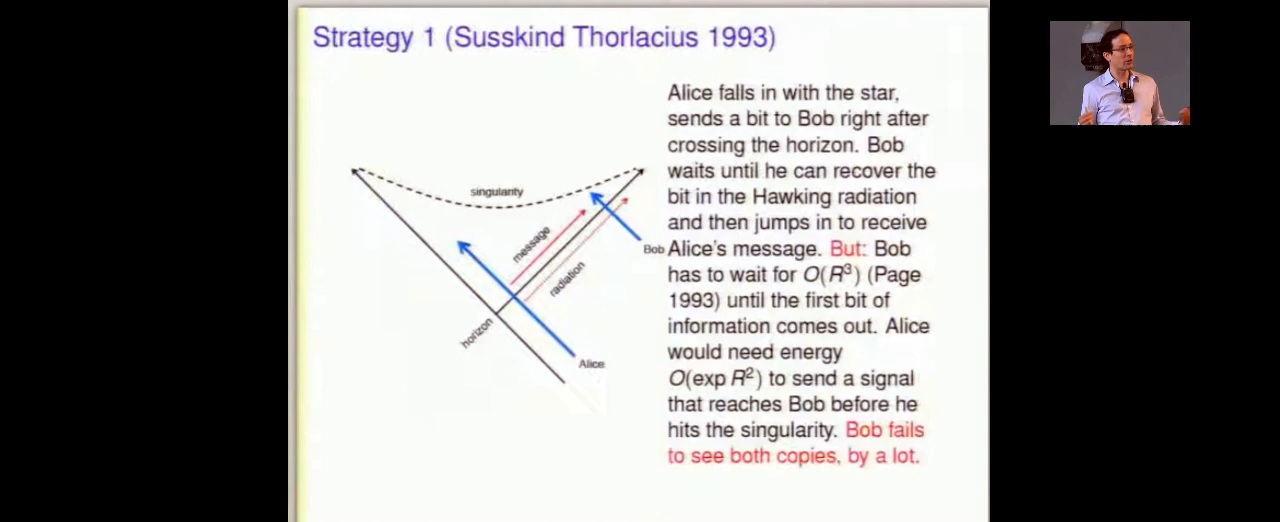 Strategy 1 (Susskind Thorlacius 1993)
Alice falls in with the star,
sends a bit to Bob right after
crossing the horizon. Bob
waits until he can recover the
bit in the Hawking radiation
and then jumps in to receive
Alice's message. But: Bob
has to wait for O(R³) (Page
1993) until the first bit of
information comes out. Alice
would need energy
O(exp R²) to send a signal
that reaches Bob before he
hits the singularity. Bob fails
to see both copies, by a lot.
singularity
message
radiation
Bob
horizon
Alice